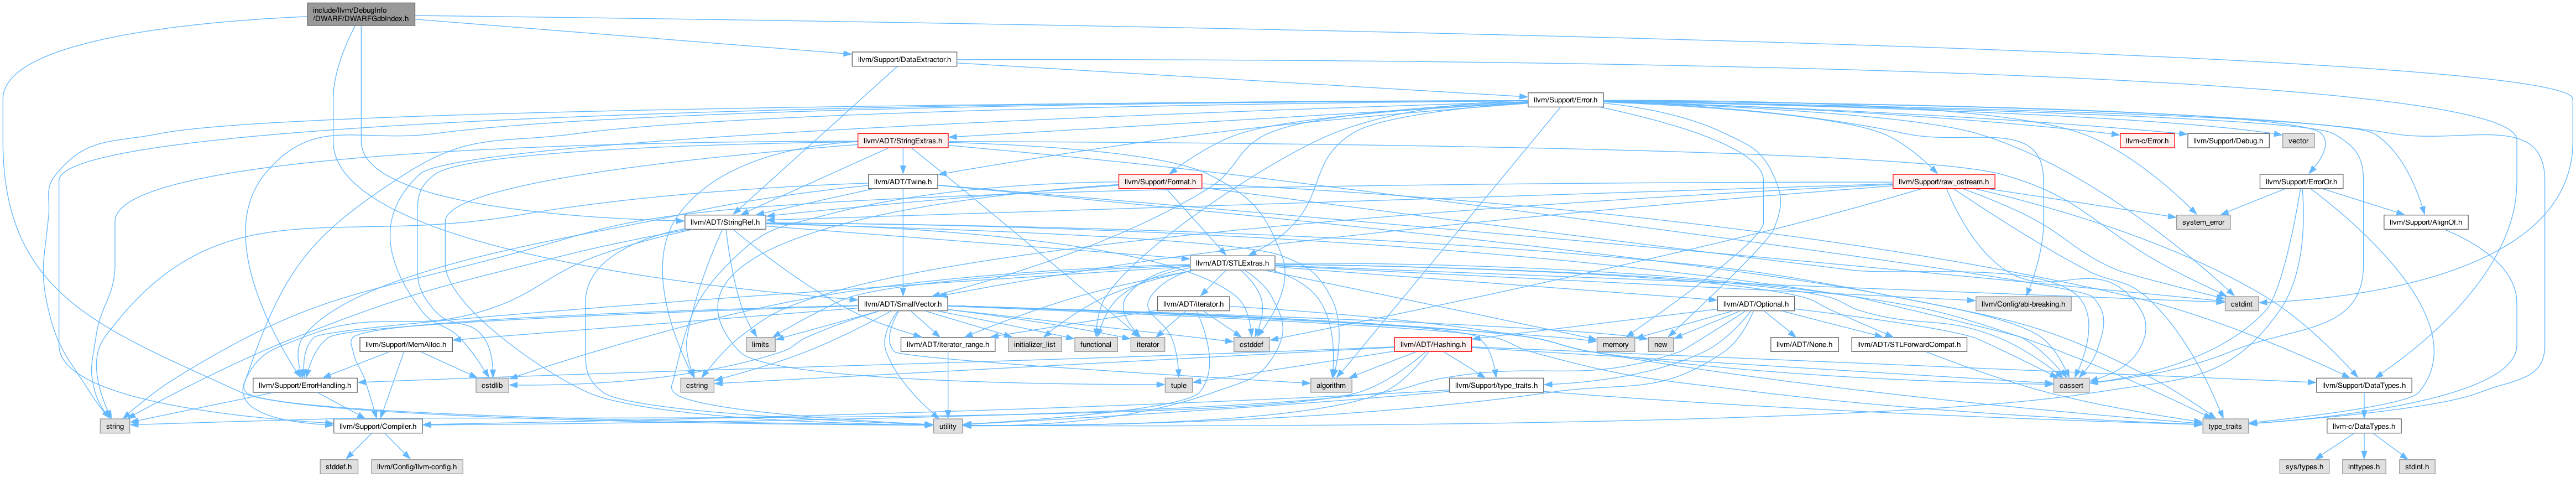 include/llvm/DebugInfo
/DWARF/DWARFGdbIndex.h
llvm/Support/DataExtractor.h
llvm/Support/Error.h
llvm/ADT/StringExtras.h
llvm-c/Error.h
llvm/Support/Debug.h
vector
llvm/ADT/Twine.h
llvm/Support/Format.h
llvm/Support/raw_ostream.h
llvm/Support/ErrorOr.h
llvm/ADT/StringRef.h
system_error
llvm/Support/AlignOf.h
llvm/ADT/STLExtras.h
llvm/ADT/SmallVector.h
llvm/ADT/iterator.h
llvm/ADT/Optional.h
llvm/Config/abi-breaking.h
cstdint
llvm/Support/MemAlloc.h
limits
llvm/ADT/iterator_range.h
initializer_list
functional
iterator
cstddef
llvm/ADT/Hashing.h
memory
new
llvm/ADT/None.h
llvm/ADT/STLForwardCompat.h
llvm/Support/ErrorHandling.h
cstdlib
cstring
tuple
algorithm
llvm/Support/type_traits.h
cassert
llvm/Support/DataTypes.h
string
llvm/Support/Compiler.h
utility
type_traits
llvm-c/DataTypes.h
stddef.h
llvm/Config/llvm-config.h
sys/types.h
inttypes.h
stdint.h